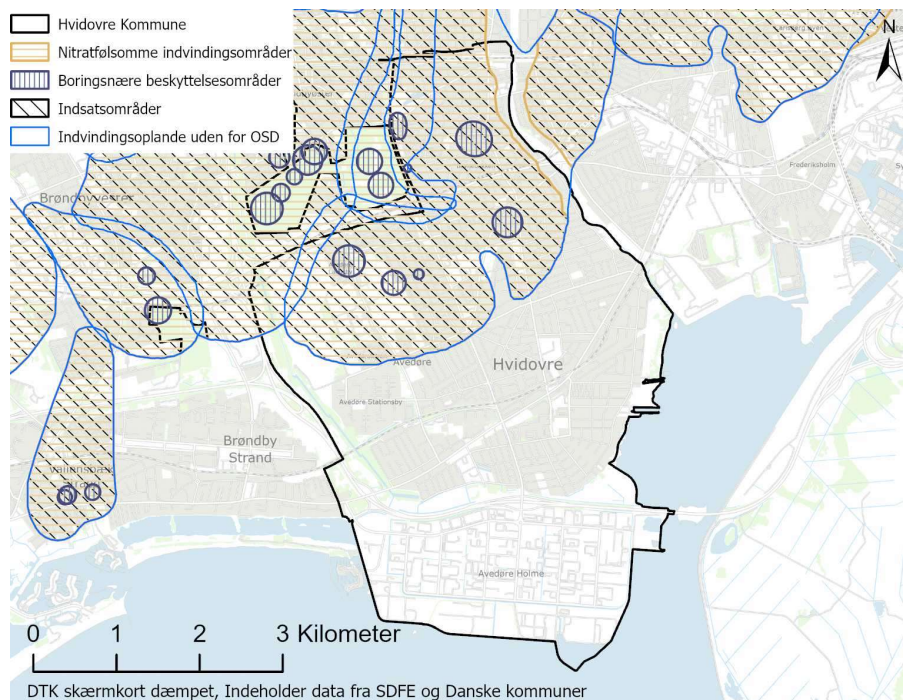 Hvidovre Kommune
Nitratfølsomme indvindingsområder
Boringsnære beskyttelsesområder
Indsatsområder
Indvindingsoplande uden for OSD
N
Frederiksholm
Brøndbyvester
Hvidovre
Avedøre
Avedøre Stationsby
Brøndby
Strand
Avedøre Holme
0 1 2 3 Kilometer
DTK skærmkort dæmpet, Indeholder data fra SDFE og Danske kommuner